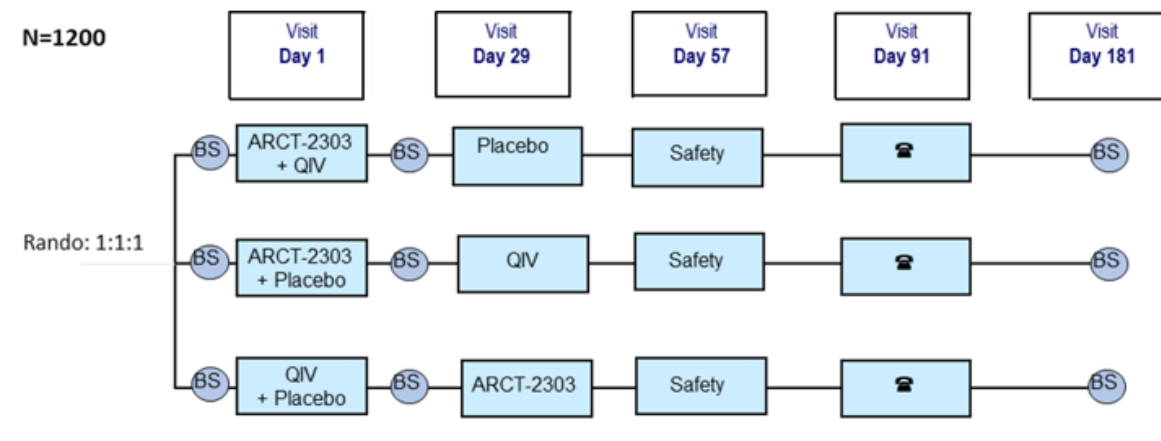 N=1200
Visit
Day 1
Visit
Day 29
Visit
Day 57
Visit
Day 91
Visit
Day 181
BS
ARCT-2303
+ QIV
BS
Placebo
Safety
BS
Rando: 1:1:1
BS
ARCT-2303
+ Placebo
BS
QIV
Safety
BS
BS
QIV
+ Placebo
BS
ARCT-2303
Safety
BS